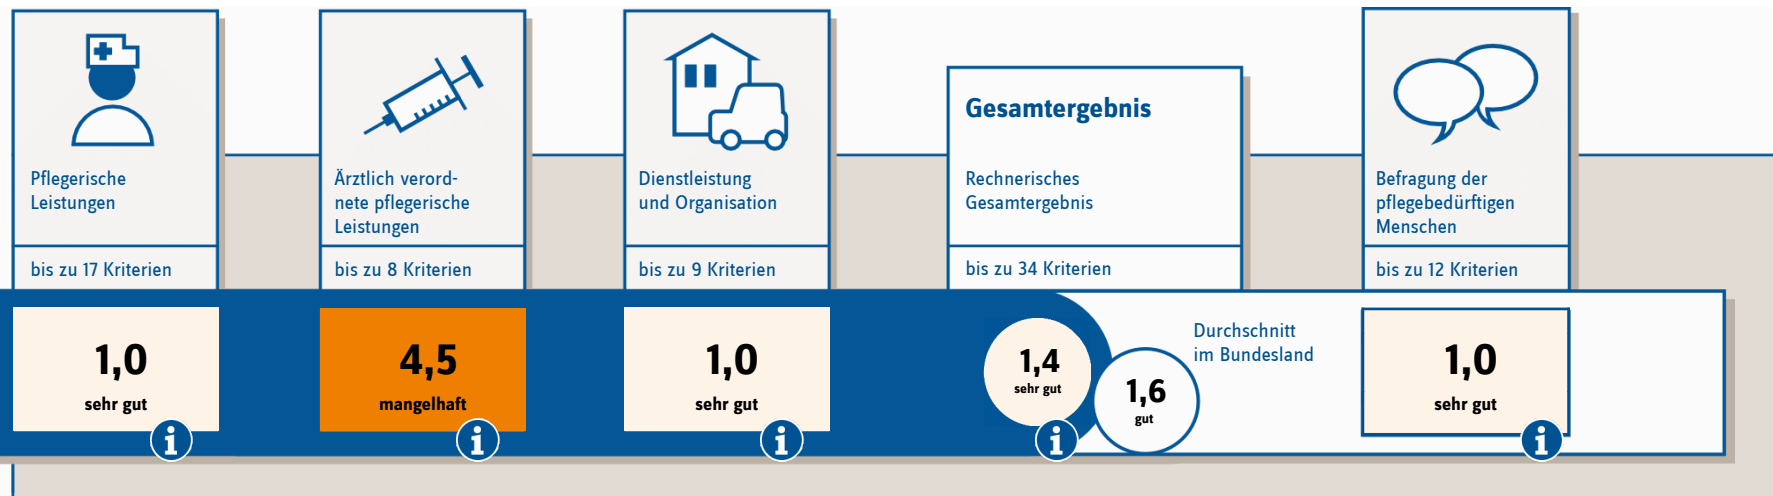 Pflegerische
Leistungen
bis zu 17 Kriterien
1,0
sehr gut
Ärztlich verord-
nete pflegerische
Leistungen
bis zu 8 Kriterien
4,5
mangelhaft
Dienstleistung
und Organisation
bis zu 9 Kriterien
1,0
sehr gut
Gesamtergebnis
Rechnerisches
Gesamtergebnis
bis zu 34 Kriterien
1,4
sehr gut
1,6
gut
Durchschnitt
im Bundesland
Befragung der
pflegebedürftigen
Menschen
bis zu 12 Kriterien
1,0
sehr gut